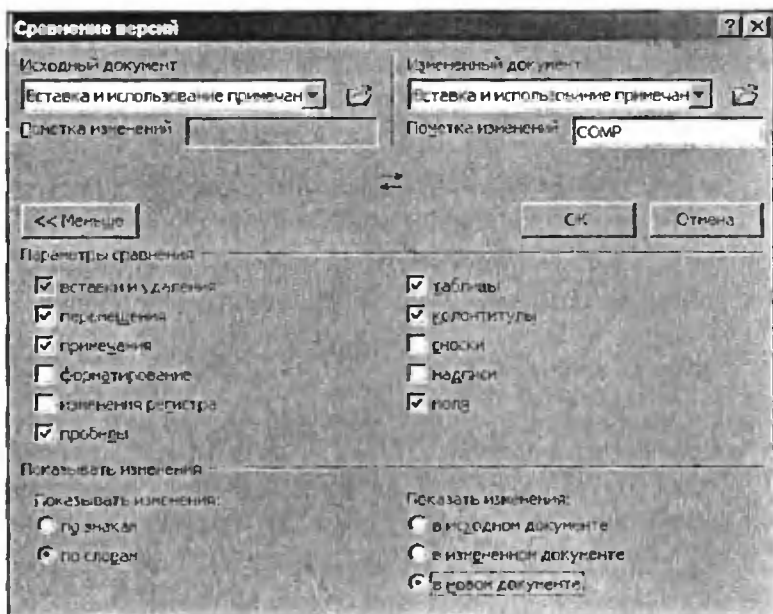 Сравнение версий
Исходный документ
Измененный документ
Вставка и использование примечан
Вставка и использование примечан
Пометка изменений
Пометка изменений
COMP
<< Меньше
ОК
Отмена
Параметры сравнения
вставки и удаления
перемещения
примечания
форматирование
изменения регистра
пробелы
таблицы
колонтитулы
сноски
надписи
поля
Показывать изменения
Показывать изменения:
по знакам
по словам
Показать изменения:
в исходном документе
в измененном документе
в новом документе